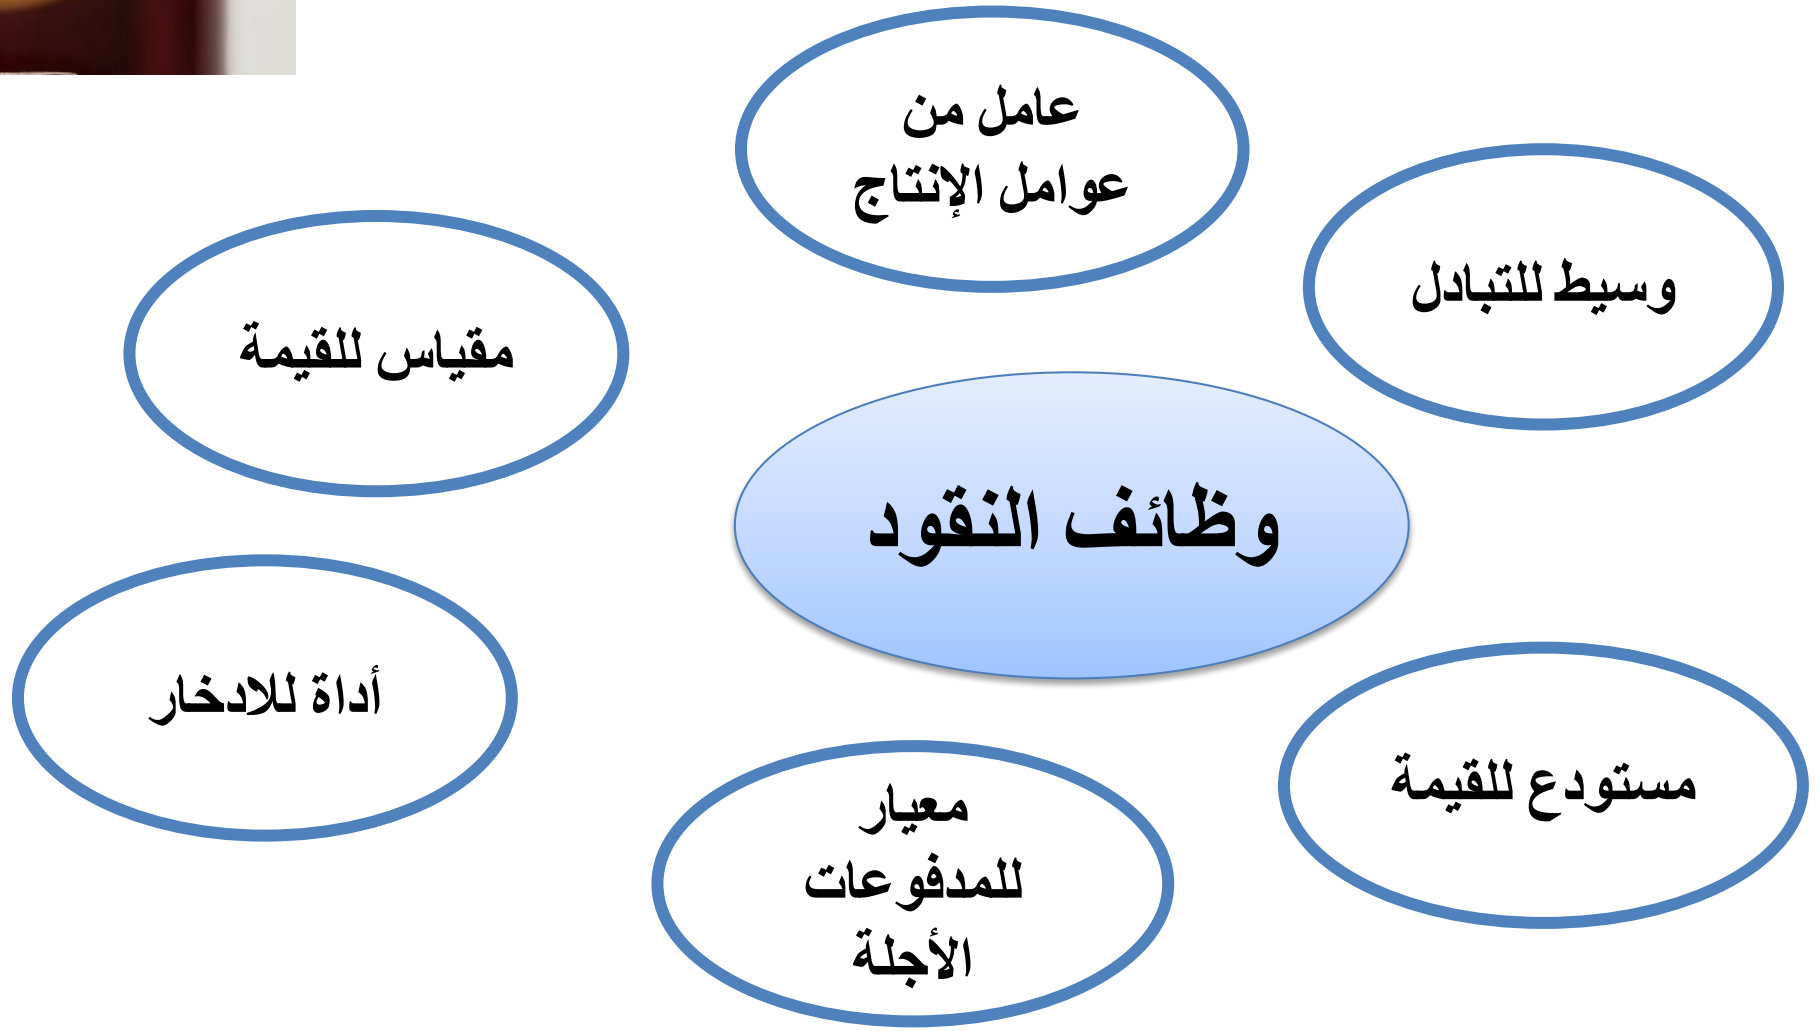 عامل من
عوامل الإنتاج
وسيط للتبادل
مقياس للقيمة
وظائف النقود
أداة للادخار
مستودع للقيمة
معيار
للمدفوعات
الأجلة